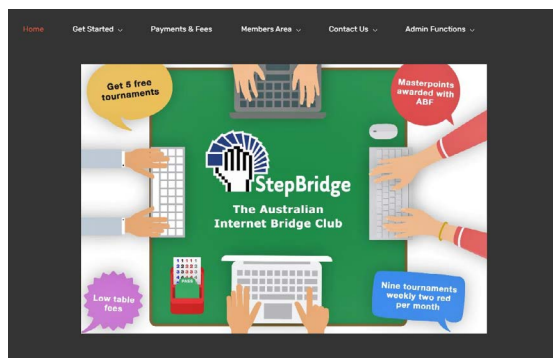 Home
Get Started
Payments & Fees
Members Area
Contact Us
Admin Functions
Get 5 free
tournaments
Masterpoints
awarded with
ABF
StepBridge
The Australian
Internet Bridge Club
PASS
Low table
fees
Nine tournaments
weekly two red
per month